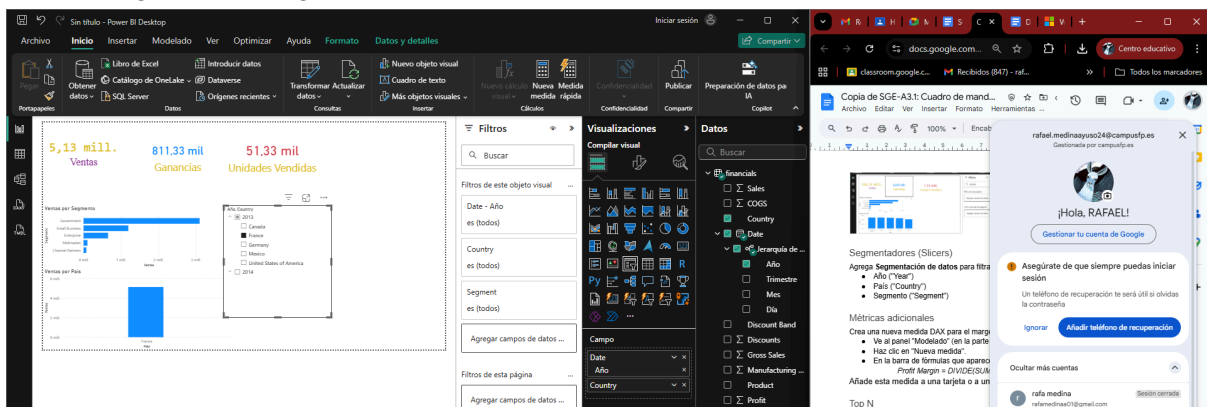 Sin título - Power BI Desktop
Iniciar sesión
Archivo Inicio Insertar Modelado Ver Optimizar Ayuda Formato Datos y detalles
Compartir
Pegar
Obtener datos
Libro de Excel
Catálogo de OneLake
SQL Server
Introducir datos
Dataverse
Orígenes recientes
Transformar datos
Actualizar
Nuevo objeto visual
Cuadro de texto
Más objetos visuales
Nuevo cálculo visual
Nueva medida
Medida rápida
Confidencialidad
Publicar
Preparación de datos pa IA
Portapapeles Datos Consultas Insertar Cálculos Confidencialidad Compartir Copilot
5,13 mill.
Ventas
811,33 mil
Ganancias
51,33 mil
Unidades Vendidas
Ventas por Segmento
Government
Small Business
Enterprise
Midmarket
Channel Partners
Ventas
Año, Country
2013
Canada
France
Germany
Mexico
United States of America
2014
Ventas por País
France
Filtros
Buscar
Filtros de este objeto visual ...
Date - Año
es (todos)
Country
es (todos)
Segment
es (todos)
Agregar campos de datos ...
Filtros de esta página ...
Agregar campos de datos ...
Visualizaciones
Compilar visual
Campo
Date
Año
Country
Datos
Buscar
financials
Sales
COGS
Country
Date
Jerarquía de ...
Año
Trimestre
Mes
Día
Discount Band
Discounts
Gross Sales
Manufacturing ...
Product
Profit
docs.google.com...
Centro educativo
classroom.google.c...
Recibidos (847) - raf...
Todos los marcadores
Copia de SGE-A3.1: Cuadro de mand...
Archivo Editar Ver Insertar Formato Herramientas ...
100%
Encab
Segmentadores (Slicers)
Agrega Segmentación de datos para filtra
Año ("Year")
País ("Country")
Segmento ("Segment")
Métricas adicionales
Crea una nueva medida DAX para el marge
Ve al panel "Modelado" (en la parte
Haz clic en "Nueva medida".
En la barra de fórmulas que aparec
Profit Margin = DIVIDE(SUM
Añade esta medida a una tarjeta o a un
Top N
rafael.medinaayuso24@campusfp.es
Gestionada por campusfp.es
¡Hola, RAFAEL!
Gestionar tu cuenta de Google
Asegúrate de que siempre puedas iniciar
sesión
Un teléfono de recuperación te será útil si olvidas
la contraseña
Ignorar
Añadir teléfono de recuperación
Ocultar más cuentas
rafa medina
Sesión cerrada
rafamedinaa01@gmail.com